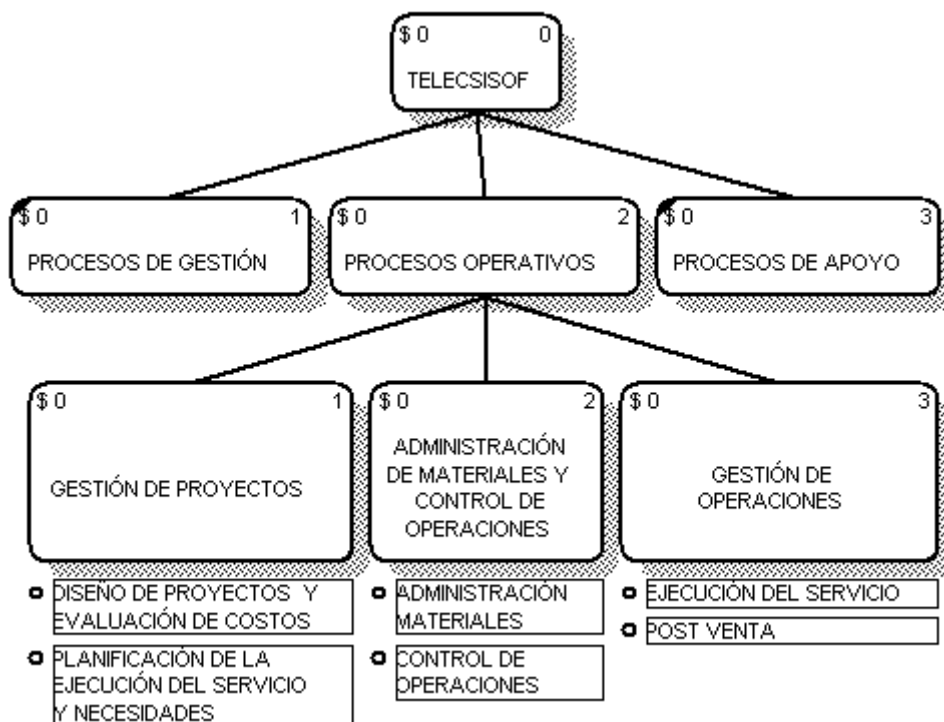 $ 0 0
TELECSISOF
$ 0 1
PROCESOS DE GESTIÓN
$ 0 2
PROCESOS OPERATIVOS
$ 0 3
PROCESOS DE APOYO
$ 0 1
GESTIÓN DE PROYECTOS
$ 0 2
ADMINISTRACIÓN
DE MATERIALES Y
CONTROL DE
OPERACIONES
$ 0 3
GESTIÓN DE
OPERACIONES
DISEÑO DE PROYECTOS Y
EVALUACIÓN DE COSTOS
PLANIFICACIÓN DE LA
EJECUCIÓN DEL SERVICIO
Y NECESIDADES
ADMINISTRACIÓN
MATERIALES
CONTROL DE
OPERACIONES
EJECUCIÓN DEL SERVICIO
POST VENTA